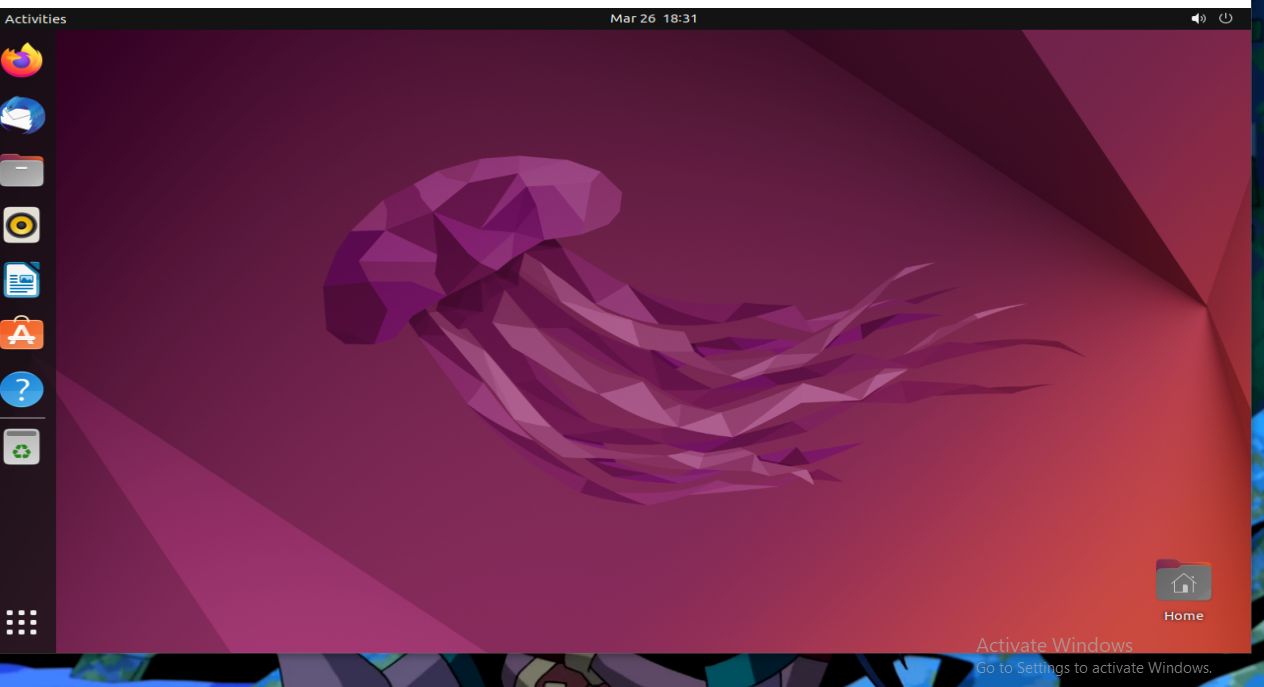 Activities
Mar 26 18:31
?
Home
Activate Windows
Go to Settings to activate Windows.